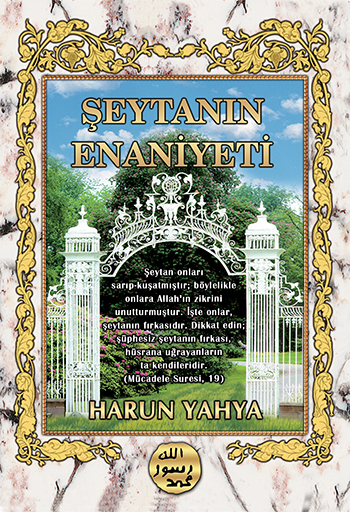 ŞEYTANIN
ENANİYETİ
Şeytan onları
sarıp-kuşatmıştır; böylelikle
onlara Allah'ın zikrini
unutturmuştur. İşte onlar,
şeytanın fırkasıdır. Dikkat edin;
şüphesiz şeytanın fırkası,
hüsrana uğrayanların
ta kendileridir.
(Mücadele Suresi, 19)
HARUN YAHYA
الله
رسول
محمد